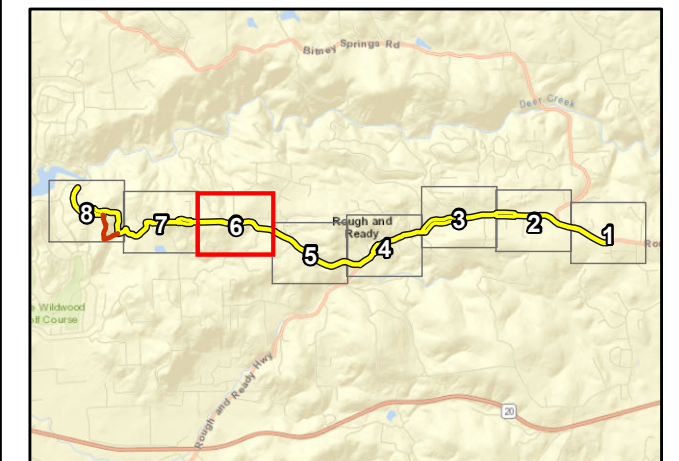 Bitney Springs Rd
Deer Creek
8
7
6
5
Rough and
Ready
4
3
2
1
Ro
e Wildwood
olf Course
Rough and Ready Hwy
20